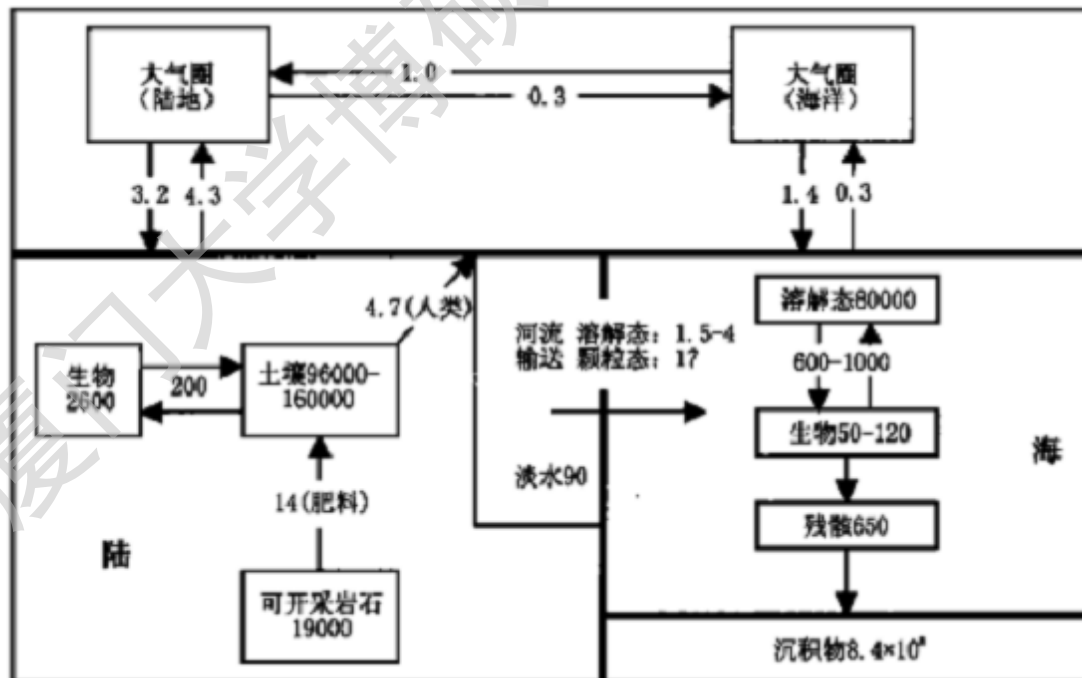 大气圈
（陆地）
大气圈
（海洋）
1.0
0.3
3.2
4.3
1.4
0.3
4.7(人类)
生物
2600
200
土壤96000-
160000
14(肥料)
可开采岩石
19000
陆
河流 溶解态：1.5-4
输送 颗粒态：1?
淡水90
溶解态80000
600-1000
生物50-120
残骸650
海
沉积物8.4×10
厦门大学博硕